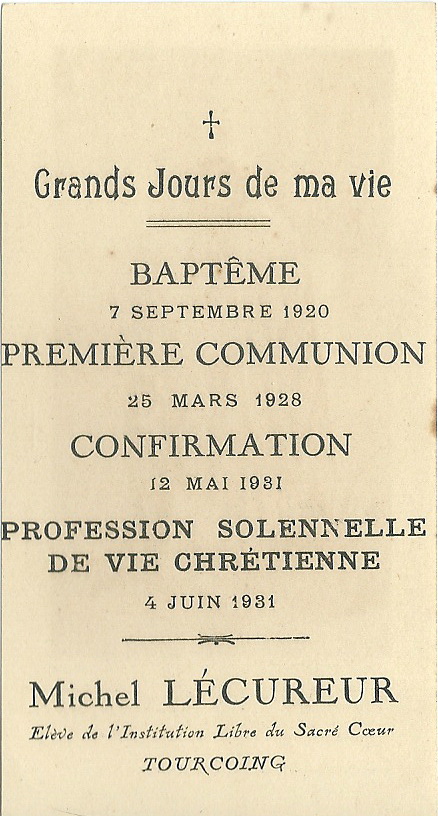 Grands Jours de ma vie
BAPTÊME
7 SEPTEMBRE 1920
PREMIÈRE COMMUNION
25 MARS 1928
CONFIRMATION
12 MAI 1931
PROFESSION SOLENNELLE
DE VIE CHRÉTIENNE
4 JUIN 1931
Michel LÉCUREUR
Elève de l'Institution Libre du Sacré Cœur
TOURCOING